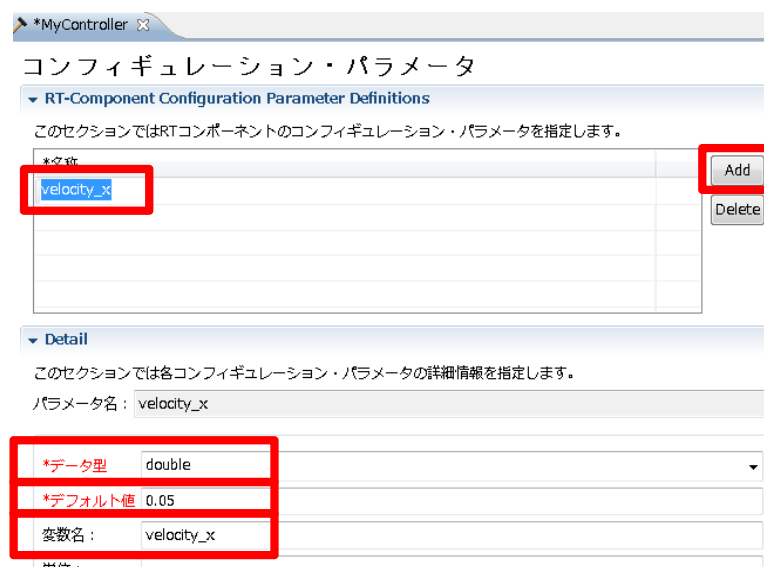 *MyController
コンフィギュレーション・パラメータ
RT-Component Configuration Parameter Definitions
このセクションではRTコンポーネントのコンフィギュレーション・パラメータを指定します。
*名称
velocity_x
Add
Delete
Detail
このセクションでは各コンフィギュレーション・パラメータの詳細情報を指定します。
パラメータ名： velocity_x
*データ型 double
*デフォルト値 0.05
変数名： velocity_x